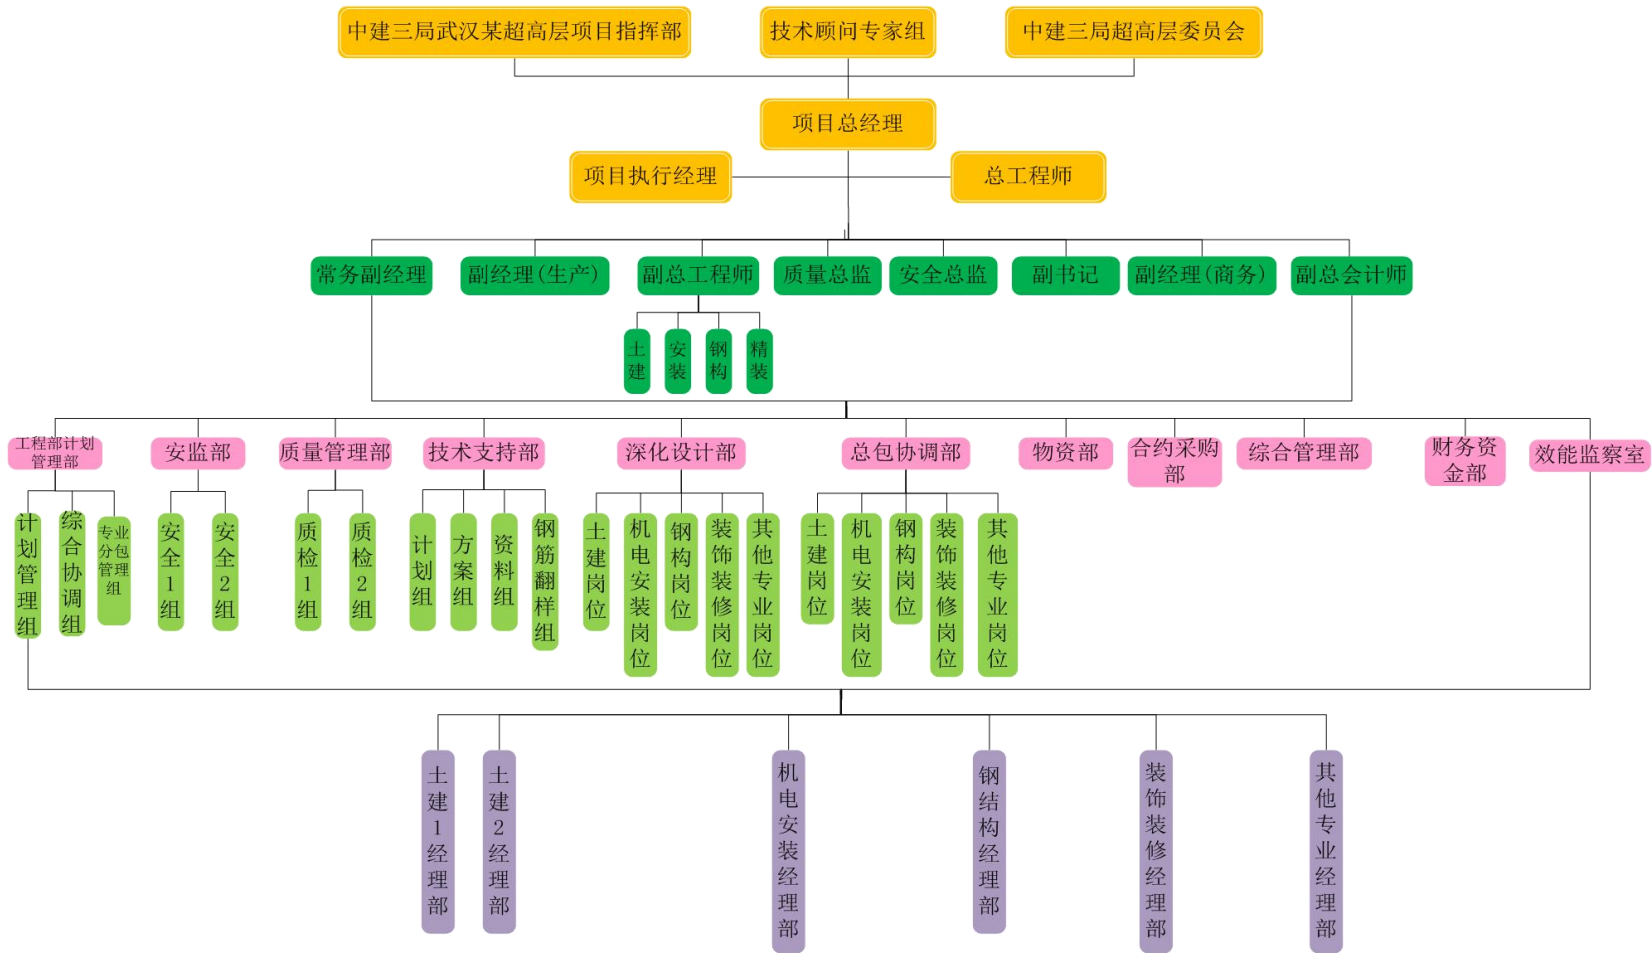 中建三局武汉某超高层项目指挥部
技术顾问专家组
中建三局超高层委员会
项目总经理
项目执行经理
总工程师
常务副经理
副经理(生产)
副总工程师
质量总监
安全总监
副书记
副经理(商务)
副总会计师
土建
安装
钢构
精装
工程部计划
管理部
安监部
质量管理部
技术支持部
深化设计部
总包协调部
物资部
合约采购
部
综合管理部
财务资
金部
效能监察室
计划管理组
综合协调组
专业
分包
管理
组
安全1组
安全2组
质检1组
质检2组
计划组
方案组
资料组
钢筋翻样组
土建岗位
机电安装岗位
钢构岗位
装饰装修岗位
其他专业岗位
土建岗位
机电安装岗位
钢构岗位
装饰装修岗位
其他专业岗位
土建1经理部
土建2经理部
机电安装经理部
钢结构经理部
装饰装修经理部
其他专业经理部